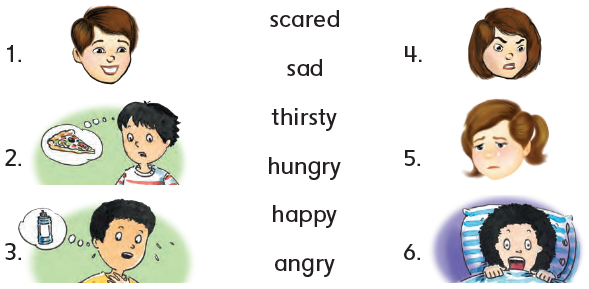 1.
2.
3.
scared
sad
thirsty
hungry
happy
angry
4.
5.
6.